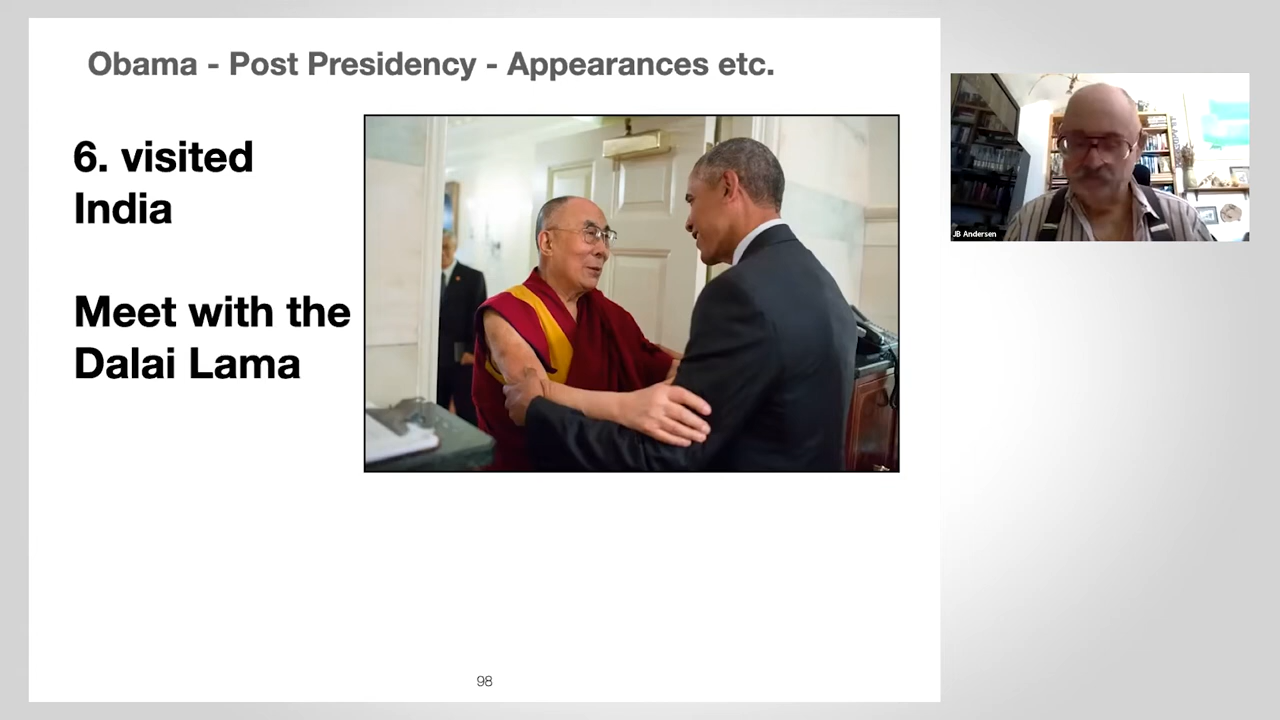 Obama - Post Presidency - Appearances etc.
6. visited
India
Meet with the
Dalai Lama
JB Andersen
98